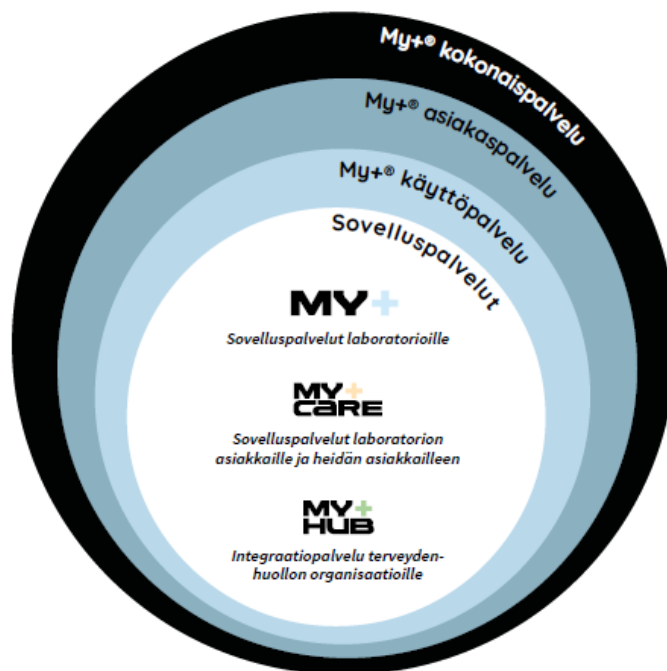 My+® kokonaispalvelu
My+® asiakaspalvelu
My+® käyttöpalvelu
Sovelluspalvelut
MY+
Sovelluspalvelut laboratorioille
MY+
CARE
Sovelluspalvelut laboratorion
asiakkaille ja heidän asiakkailleen
MY+
HUB
Integraatiopalvelu terveyden-
huollon organisaatioille